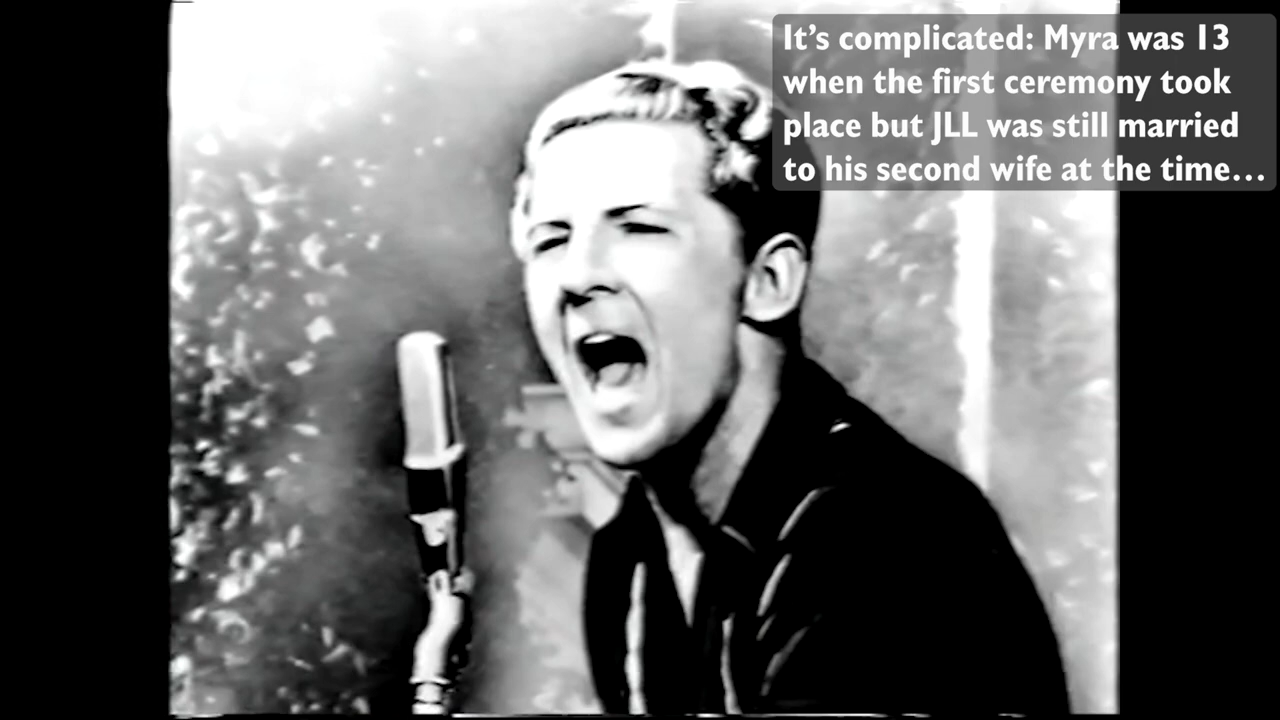 It’s complicated: Myra was 13
when the first ceremony took
place but JLL was still married
to his second wife at the time…